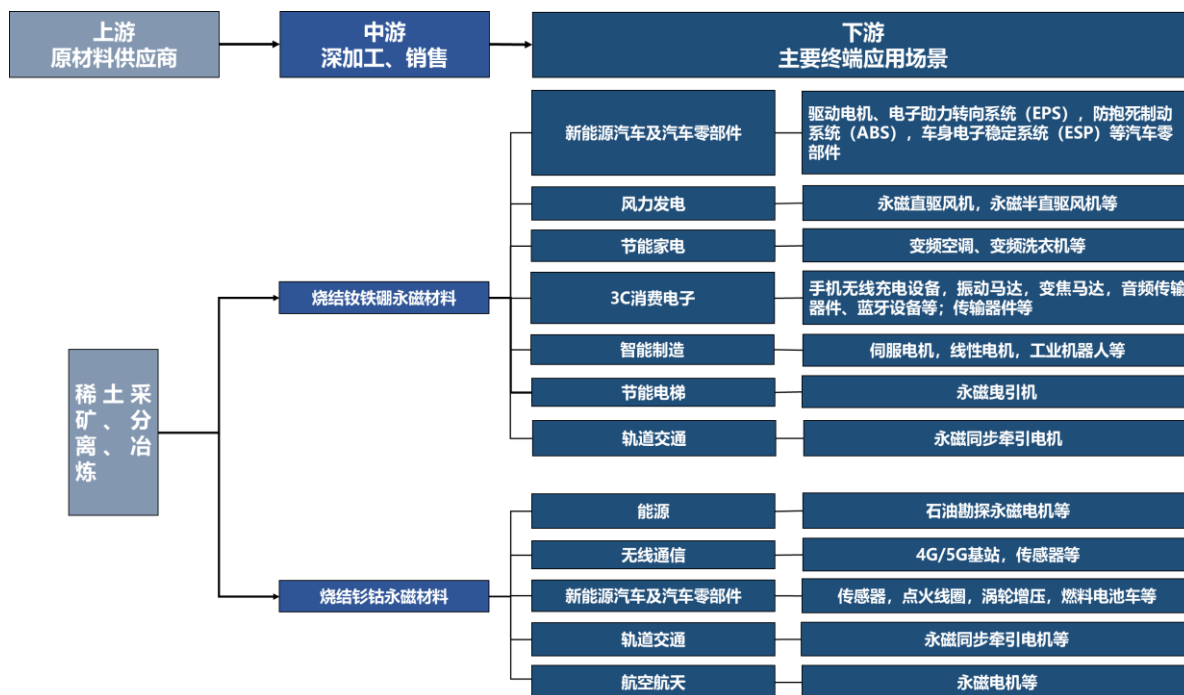 上游
原材料供应商
中游
深加工、销售
下游
主要终端应用场景
稀土采
矿、分
离、冶
炼
烧结钕铁硼永磁材料
新能源汽车及汽车零部件
驱动电机、电子助力转向系统（EPS），防抱死制动
系统（ABS），车身电子稳定系统（ESP）等汽车零
部件
风力发电
永磁直驱风机，永磁半直驱风机等
节能家电
变频空调、变频洗衣机等
3C消费电子
手机无线充电设备，振动马达，变焦马达，音频传输
器件、蓝牙设备等；传输器件等
智能制造
伺服电机，线性电机，工业机器人等
节能电梯
永磁曳引机
轨道交通
永磁同步牵引电机
烧结钐钴永磁材料
能源
石油勘探永磁电机等
无线通信
4G/5G基站，传感器等
新能源汽车及汽车零部件
传感器，点火线圈，涡轮增压，燃料电池车等
轨道交通
永磁同步牵引电机等
航空航天
永磁电机等